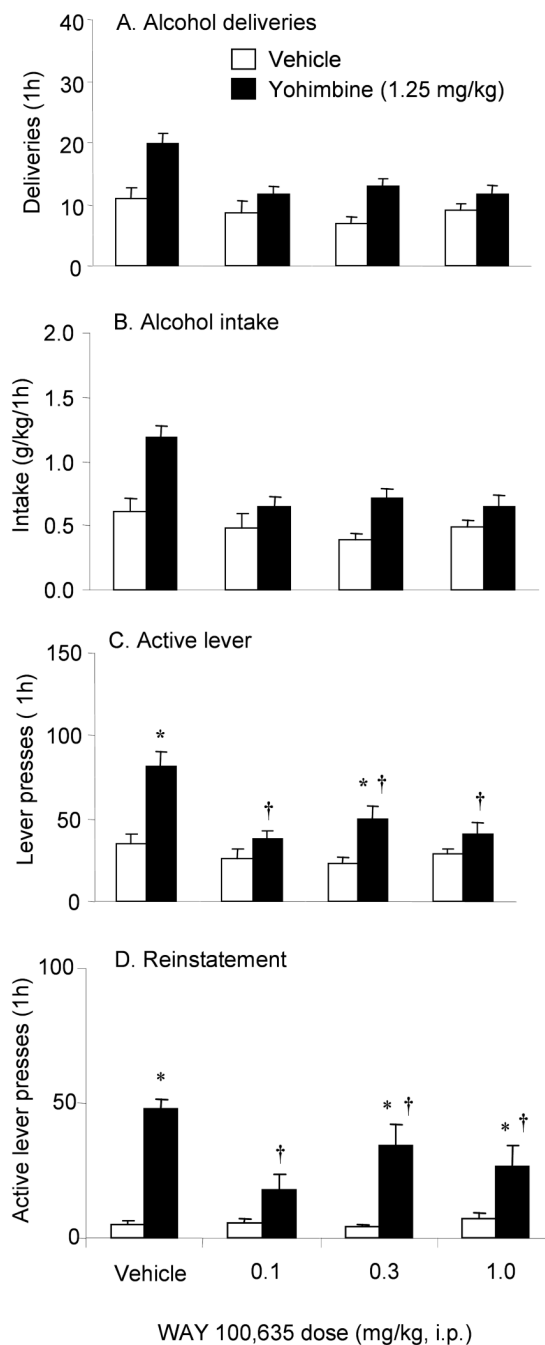 A. Alcohol deliveries
Vehicle
Yohimbine (1.25 mg/kg)
Deliveries (1h)
40
30
20
10
0
B. Alcohol intake
Intake (g/kg/1h)
2.0
1.5
1.0
0.5
0.0
C. Active lever
Lever presses ( 1h)
150
100
50
0
*
†
* †
†
D. Reinstatement
Active lever presses (1h)
100
50
0
*
†
* †
* †
Vehicle 0.1 0.3 1.0
WAY 100,635 dose (mg/kg, i.p.)